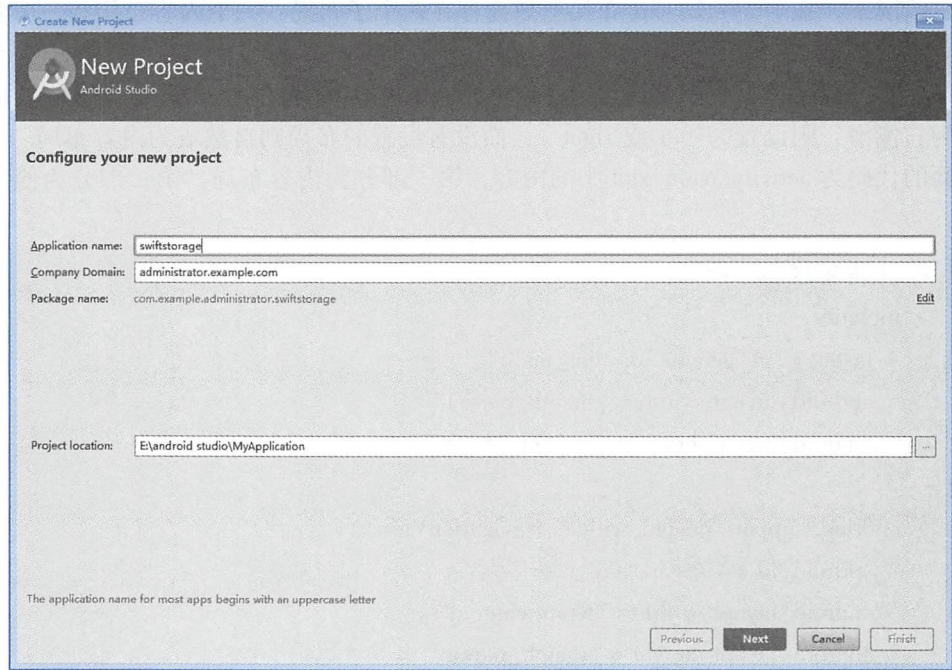 Create New Project
New Project
Android Studio
Configure your new project
Application name: swiftstorage
Company Domain: administrator.example.com
Package name: com.example.administrator.swiftstorage Edit
Project location: E:\android studio\MyApplication ...
The application name for most apps begins with an uppercase letter
Previous Next Cancel Finish